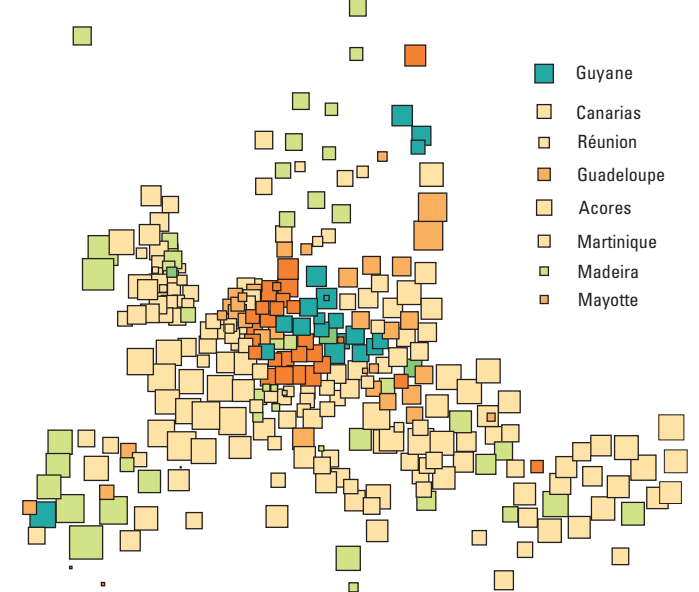 Guyane
Canarias
Réunion
Guadeloupe
Acores
Martinique
Madeira
Mayotte